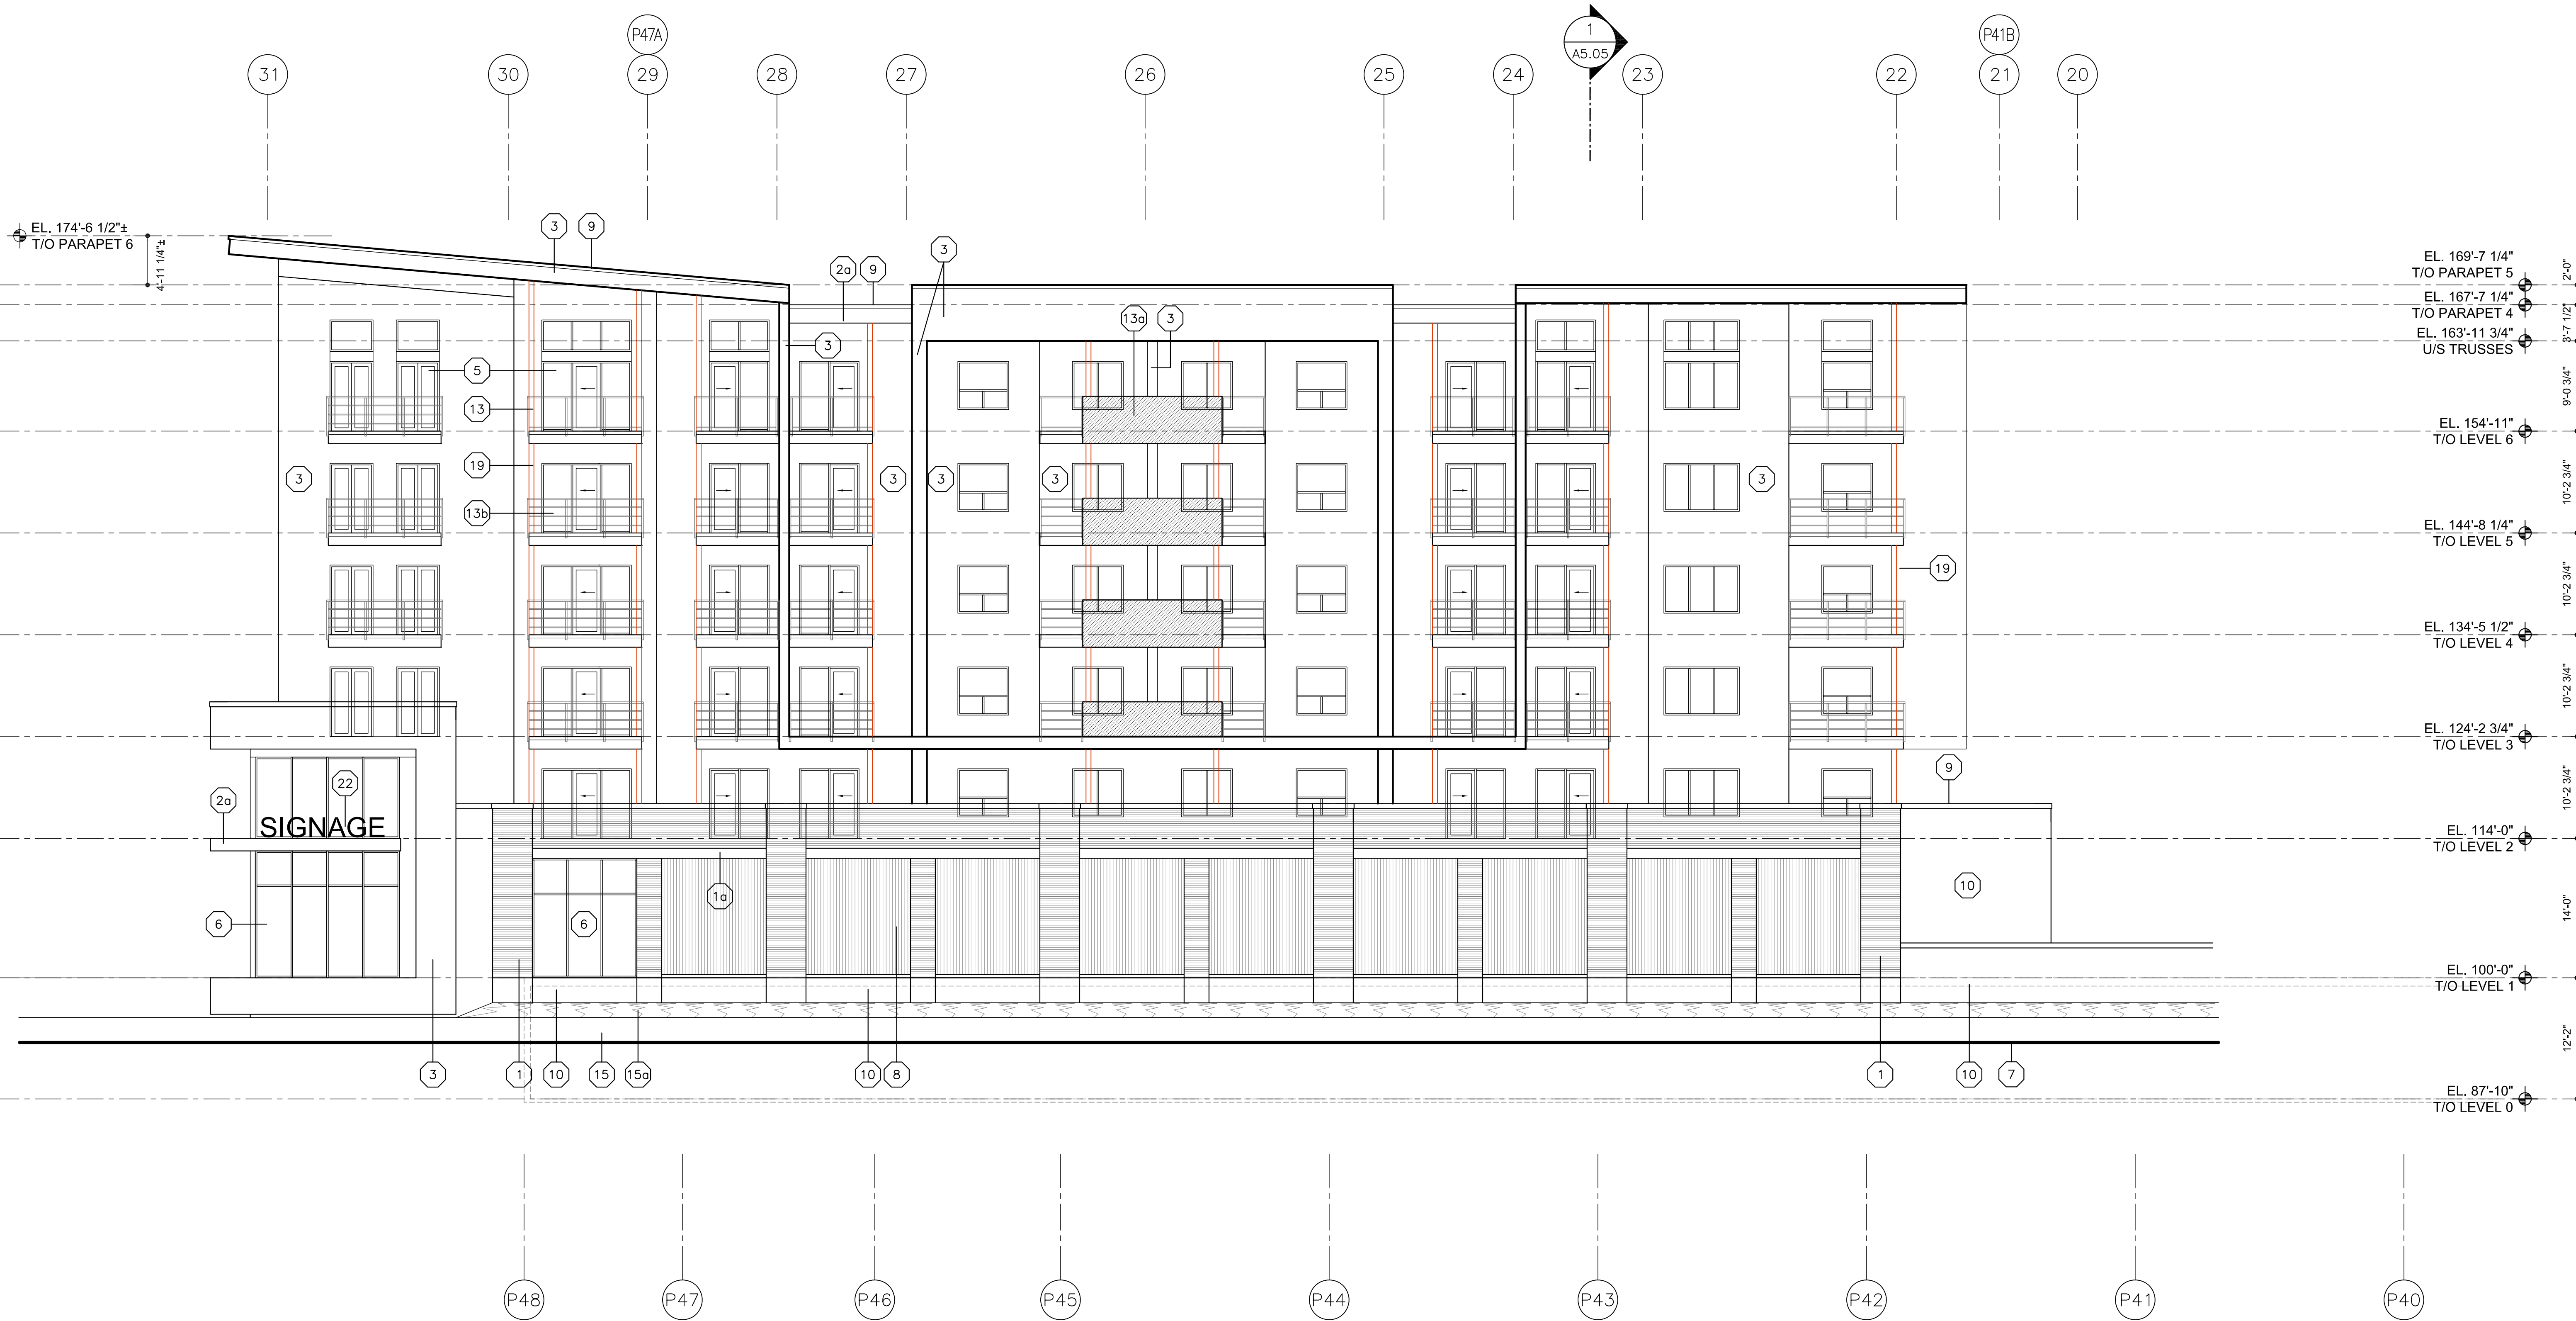 P47A
P41B
1
A5.05
31
30
29
28
27
26
25
24
23
22
21
20
EL. 174'-6 1/2"±
T/O PARAPET 6
4'-11 1/4"±
3
9
3
2a
9
EL. 169'-7 1/4"
T/O PARAPET 5
2'-0"
EL. 167'-7 1/4"
T/O PARAPET 4
3'-7 1/2"
EL. 163'-11 3/4"
U/S TRUSSES
13a
3
3
5
9'-0 3/4"
13
EL. 154'-11"
T/O LEVEL 6
19
3
3
3
3
3
10'-2 3/4"
13b
EL. 144'-8 1/4"
T/O LEVEL 5
19
10'-2 3/4"
EL. 134'-5 1/2"
T/O LEVEL 4
10'-2 3/4"
EL. 124'-2 3/4"
T/O LEVEL 3
9
22
2a
10'-2 3/4"
SIGNAGE
EL. 114'-0"
T/O LEVEL 2
1a
10
6
6
14'-0"
EL. 100'-0"
T/O LEVEL 1
12'-2"
3
1
10
15
15a
10
8
1
10
7
EL. 87'-10"
T/O LEVEL 0
P48
P47
P46
P45
P44
P43
P42
P41
P40